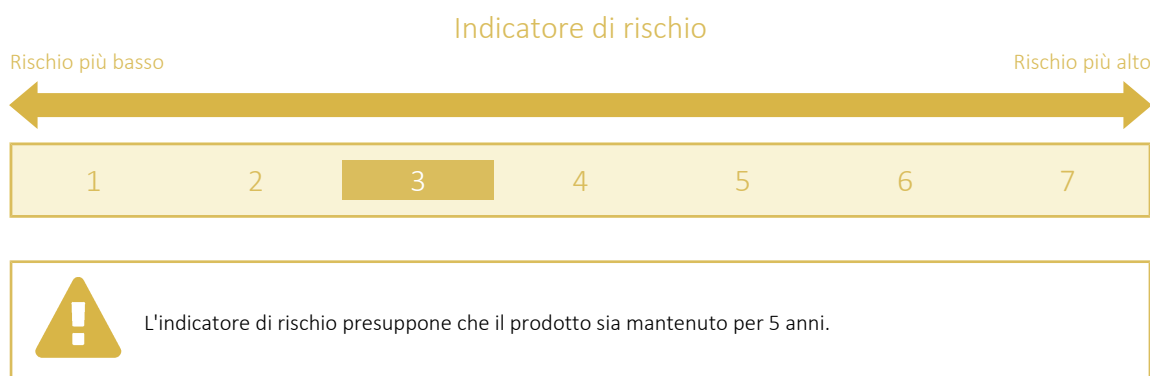 Indicatore di rischio
Rischio più basso
Rischio più alto
1 2 3 4 5 6 7
L'indicatore di rischio presuppone che il prodotto sia mantenuto per 5 anni.